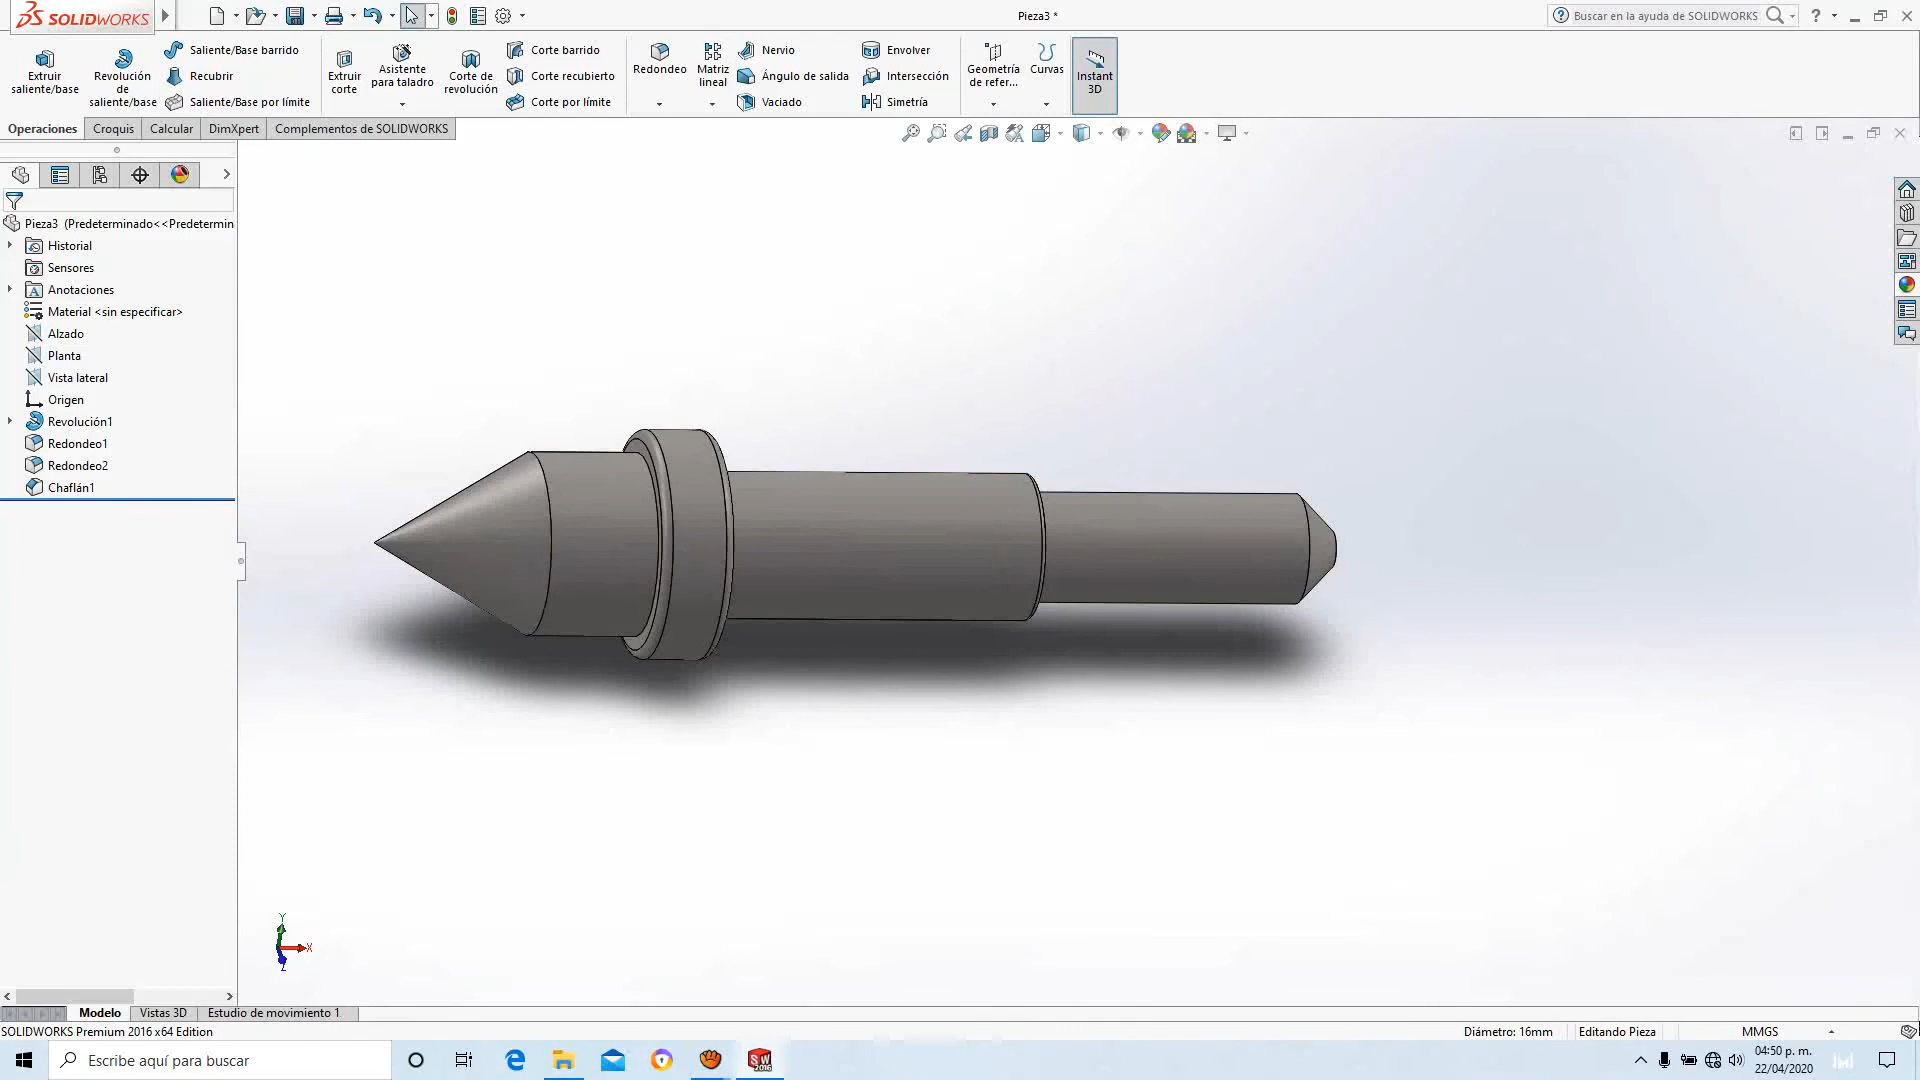 SOLIDWORKS
Pieza3 *
Buscar en la ayuda de SOLIDWORKS
Extruir saliente/base
Revolución de saliente/base
Saliente/Base barrido
Recubrir
Saliente/Base por límite
Extruir corte
Asistente para taladro
Corte de revolución
Corte barrido
Corte recubierto
Corte por límite
Redondeo
Matriz lineal
Nervio
Ángulo de salida
Vaciado
Envolver
Intersección
Simetría
Geometría de refer...
Curvas
Instant 3D
Operaciones
Croquis
Calcular
DimXpert
Complementos de SOLIDWORKS
Pieza3 (Predeterminado<<Predetermin
Historial
Sensores
Anotaciones
Material <sin especificar>
Alzado
Planta
Vista lateral
Origen
Revolución1
Redondeo1
Redondeo2
Chaflán1
Y
X
Z
Modelo
Vistas 3D
Estudio de movimiento 1
SOLIDWORKS Premium 2016 x64 Edition
Diámetro: 16mm
Editando Pieza
MMGS
Escribe aquí para buscar
04:50 p. m.
22/04/2020